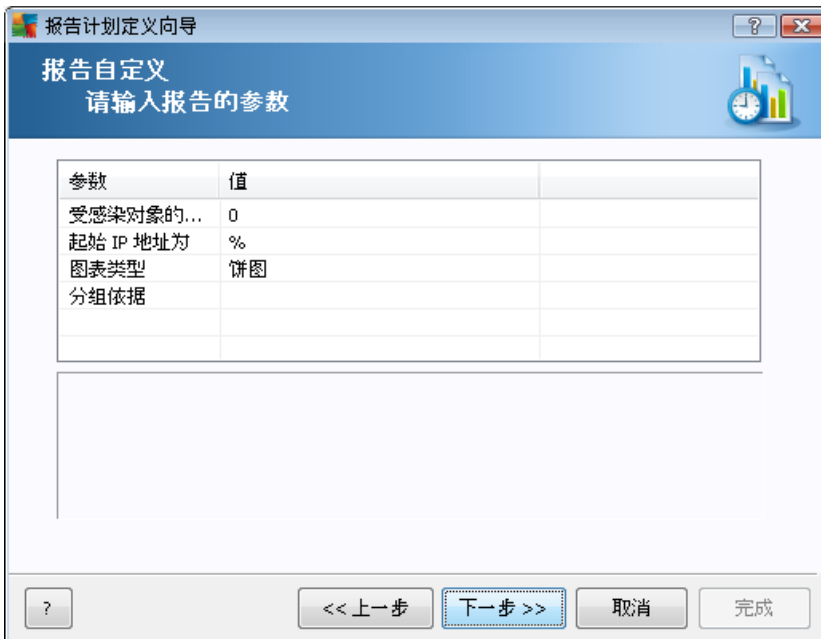 报告计划定义向导
?
报告自定义
请输入报告的参数
参数 值
受感染对象的... 0
起始 IP 地址为 %
图表类型 饼图
分组依据
? << 上一步 下一步 >> 取消 完成